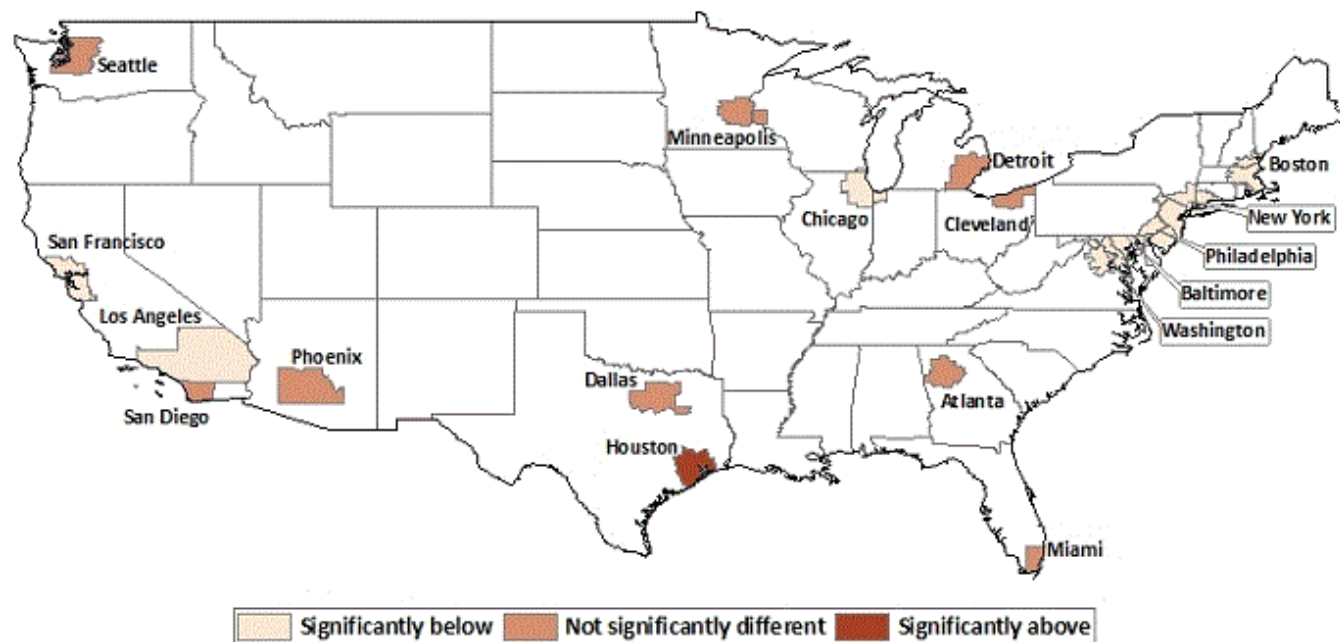 Seattle
Minneapolis
Detroit
Boston
Chicago
Cleveland
New York
San Francisco
Philadelphia
Baltimore
Los Angeles
Washington
Phoenix
Dallas
San Diego
Atlanta
Houston
Miami
Significantly below Not significantly different Significantly above